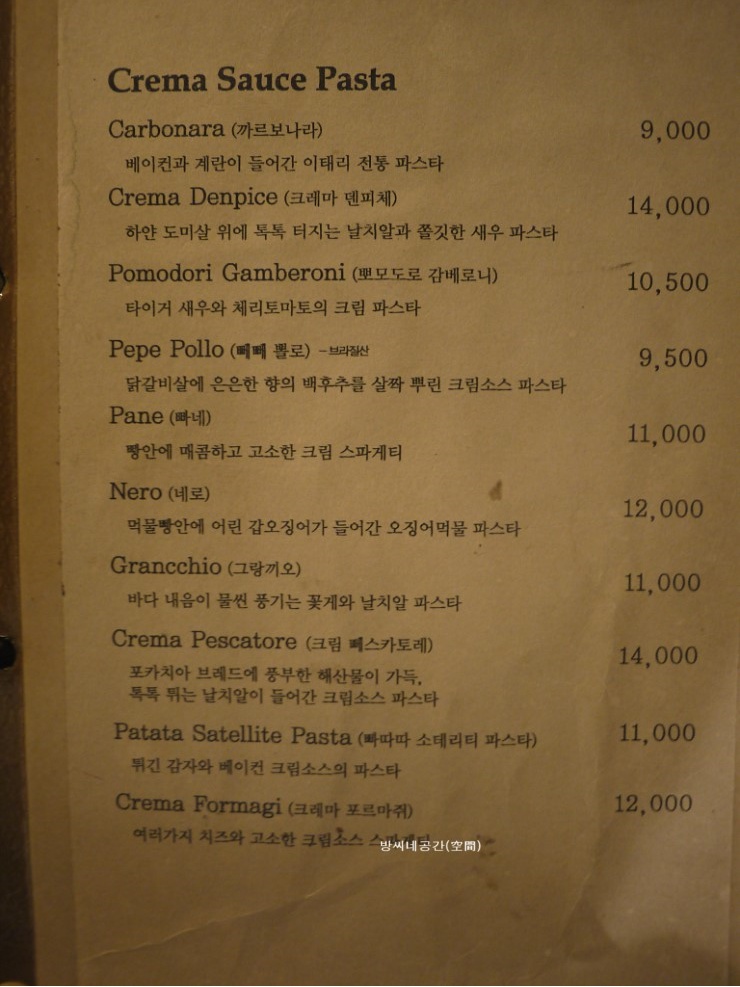 Crema Sauce Pasta
Carbonara (까르보나라) 9,000
베이컨과 계란이 들어간 이태리 전통 파스타
Crema Denpice (크레마 덴피체) 14,000
하얀 도미살 위에 톡톡 터지는 날치알과 쫄깃한 새우 파스타
Pomodori Gamberoni (뽀모도로 감베로니) 10,500
타이거 새우와 체리토마토의 크림 파스타
Pepe Pollo (빼빼 뽈로) -브라질산 9,500
닭갈비살에 은은한 향의 백후추를 살짝 뿌린 크림소스 파스타
Pane (빠네) 11,000
빵안에 매콤하고 고소한 크림 스파게티
Nero (네로) 12,000
먹물빵안에 어린 갑오징어가 들어간 오징어먹물 파스타
Grancchio (그랑끼오) 11,000
바다 내음이 물씬 풍기는 꽃게와 날치알 파스타
Crema Pescatore (크림 페스카토레) 14,000
포카치아 브레드에 풍부한 해산물이 가득,
톡톡 튀는 날치알이 들어간 크림소스 파스타
Patata Satellite Pasta (빠따따 소데리티 파스타) 11,000
튀긴 감자와 베이컨 크림소스의 파스타
Crema Formagi (크레마 포르마쥐) 12,000
여러가지 치즈와 고소한 크림소스 스파게티
방씨네공간(空間)